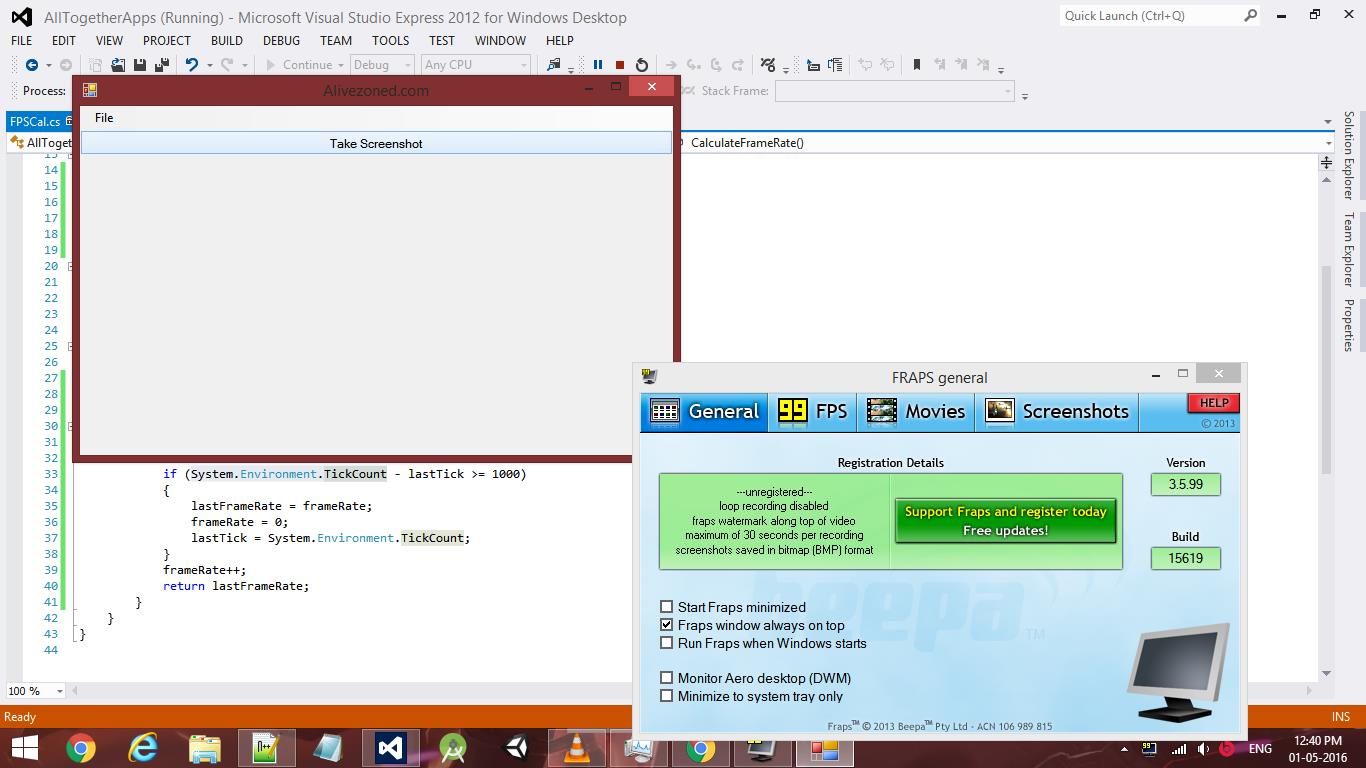 AllTogetherApps (Running) - Microsoft Visual Studio Express 2012 for Windows Desktop
Quick Launch (Ctrl+Q)
FILE EDIT VIEW PROJECT BUILD DEBUG TEAM TOOLS TEST WINDOW HELP
Continue Debug Any CPU
Process: Stack Frame:
Alivezoned.com
File
Take Screenshot
FPSCal.cs
AllToget
CalculateFrameRate()
Solution Explorer
Team Explorer
Properties
14
15
16
17
18
19
20
21
22
23
24
25
26
27
28
29
30
31
32
33 if (System.Environment.TickCount - lastTick >= 1000)
34 {
35 lastFrameRate = frameRate;
36 frameRate = 0;
37 lastTick = System.Environment.TickCount;
38 }
39 frameRate++;
40 return lastFrameRate;
41 }
42 }
43 }
44
100 %
Ready
INS
FRAPS general
General 99 FPS Movies Screenshots
HELP
© 2013
Registration Details
---unregistered---
loop recording disabled
fraps watermark along top of video
maximum of 30 seconds per recording
screenshots saved in bitmap (BMP) format
Support Fraps and register today
Free updates!
Version
3.5.99
Build
15619
beepa™
Start Fraps minimized
Fraps window always on top
Run Fraps when Windows starts
Monitor Aero desktop (DWM)
Minimize to system tray only
Fraps™ © 2013 Beepa™ Pty Ltd - ACN 106 989 815
ENG
12:40 PM
01-05-2016